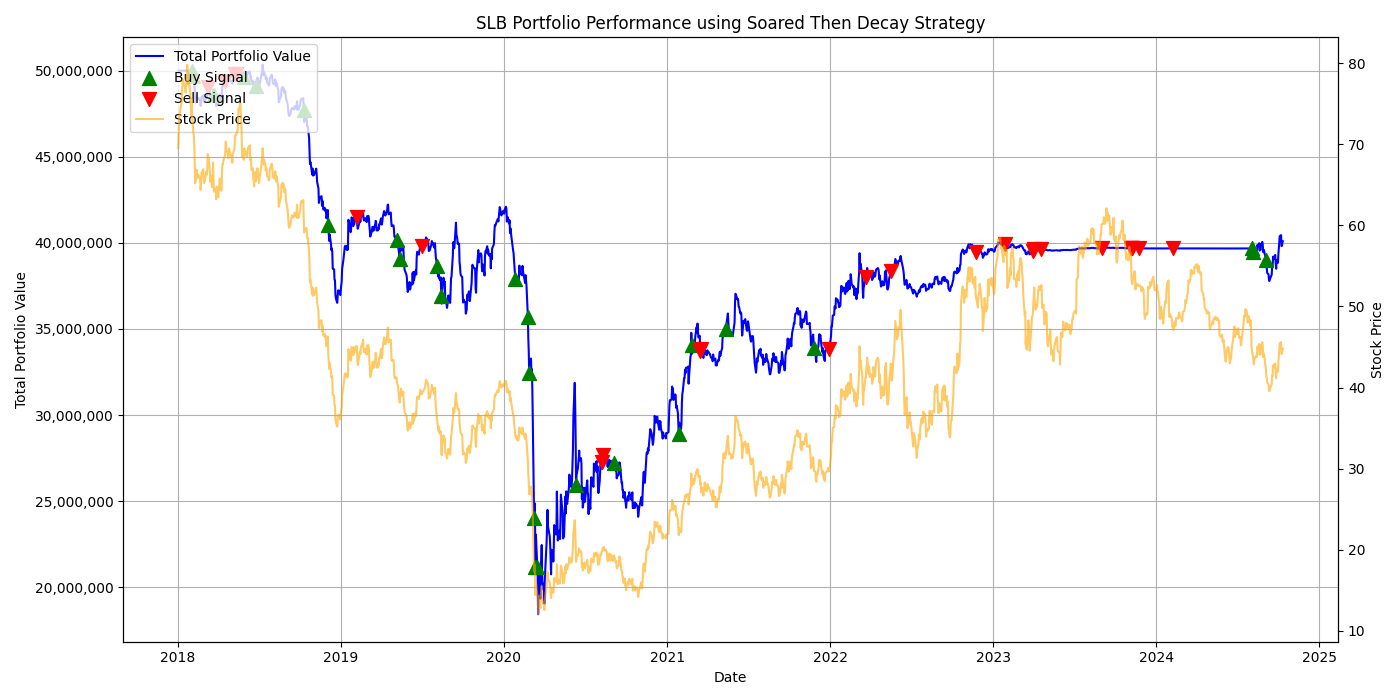 SLB Portfolio Performance using Soared Then Decay Strategy
Total Portfolio Value
Buy Signal
Sell Signal
Stock Price
50,000,000
45,000,000
40,000,000
35,000,000
30,000,000
25,000,000
20,000,000
Total Portfolio Value
80
70
60
50
40
30
20
10
Stock Price
2018 2019 2020 2021 2022 2023 2024 2025
Date